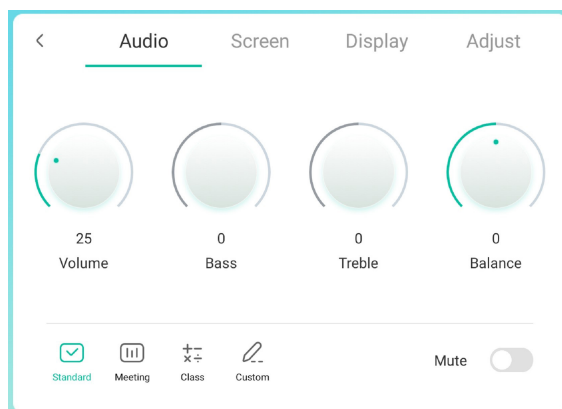 Audio Screen Display Adjust
25 0 0 0
Volume Bass Treble Balance
Standard Meeting Class Custom Mute